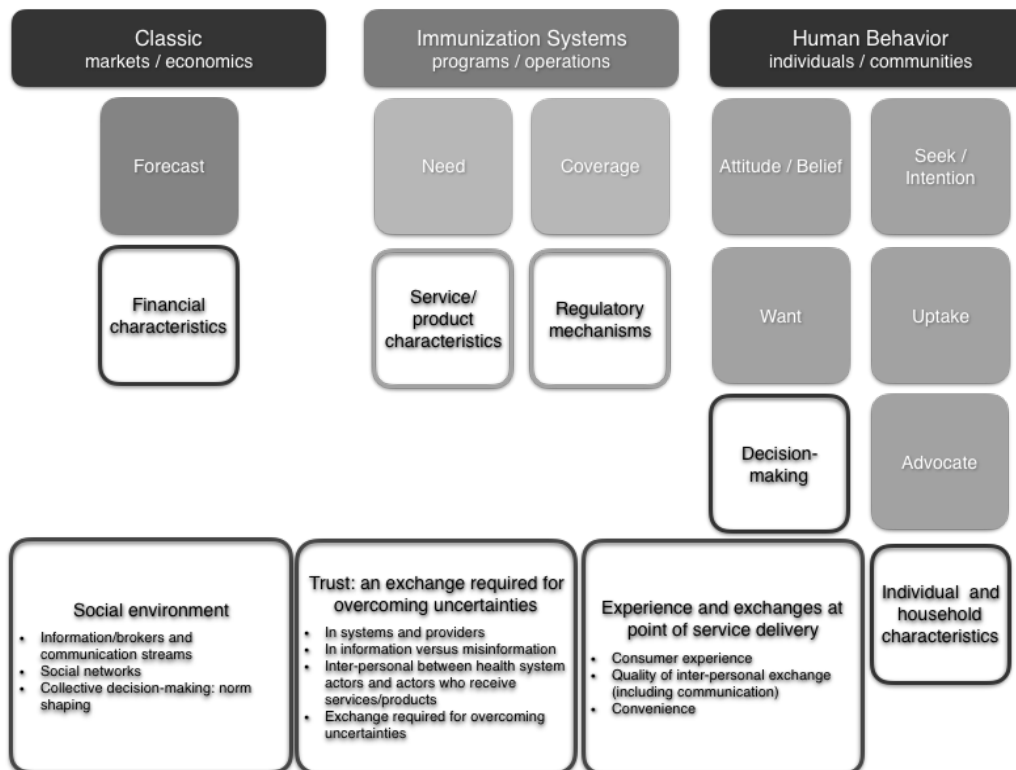 Classic
markets / economics
Immunization Systems
programs / operations
Human Behavior
individuals / communities
Forecast
Need
Coverage
Attitude / Belief
Seek /
Intention
Financial
characteristics
Service/
product
characteristics
Regulatory
mechanisms
Want
Uptake
Decision-
making
Advocate
Social environment
• Information/brokers and
communication streams
• Social networks
• Collective decision-making: norm
shaping
Trust: an exchange required for
overcoming uncertainties
• In systems and providers
• In information versus misinformation
• Inter-personal between health system
actors and actors who receive
services/products
• Exchange required for overcoming
uncertainties
Experience and exchanges at
point of service delivery
• Consumer experience
• Quality of inter-personal exchange
(including communication)
• Convenience
Individual and
household
characteristics